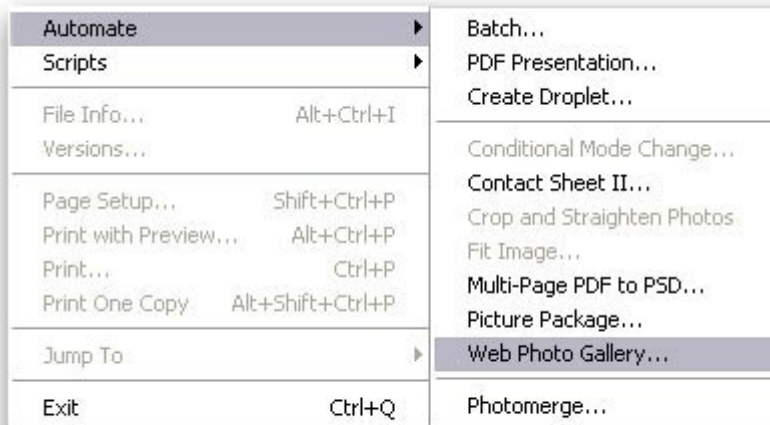 Automate
Scripts
File Info... Alt+Ctrl+I
Versions...
Page Setup... Shift+Ctrl+P
Print with Preview... Alt+Ctrl+P
Print... Ctrl+P
Print One Copy Alt+Shift+Ctrl+P
Jump To
Exit Ctrl+Q
Batch...
PDF Presentation...
Create Droplet...
Conditional Mode Change...
Contact Sheet II...
Crop and Straighten Photos
Fit Image...
Multi-Page PDF to PSD...
Picture Package...
Web Photo Gallery...
Photomerge...